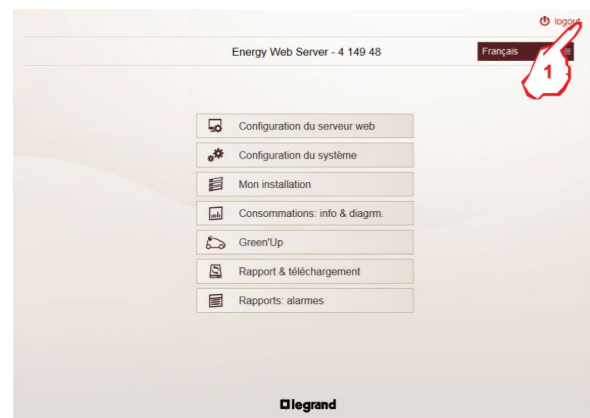 logout
Energy Web Server - 4 149 48
Français
1
Configuration du serveur web
Configuration du système
Mon installation
Consommations: info & diagrm.
Green'Up
Rapport & téléchargement
Rapports: alarmes
legrand